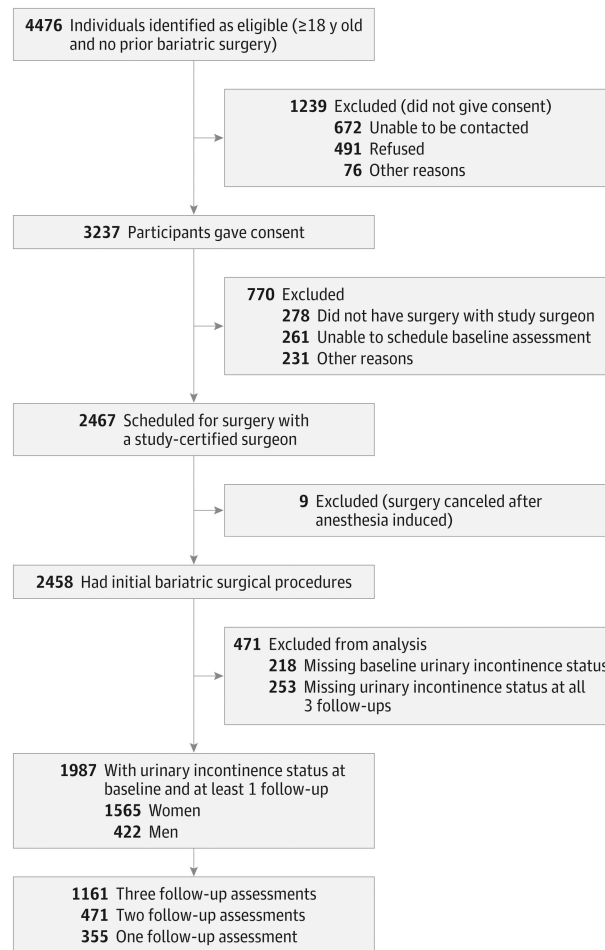 4476 Individuals identified as eligible (≥18 y old
and no prior bariatric surgery)
1239 Excluded (did not give consent)
672 Unable to be contacted
491 Refused
76 Other reasons
3237 Participants gave consent
770 Excluded
278 Did not have surgery with study surgeon
261 Unable to schedule baseline assessment
231 Other reasons
2467 Scheduled for surgery with
a study-certified surgeon
9 Excluded (surgery canceled after
anesthesia induced)
2458 Had initial bariatric surgical procedures
471 Excluded from analysis
218 Missing baseline urinary incontinence status
253 Missing urinary incontinence status at all
3 follow-ups
1987 With urinary incontinence status at
baseline and at least 1 follow-up
1565 Women
422 Men
1161 Three follow-up assessments
471 Two follow-up assessments
355 One follow-up assessment